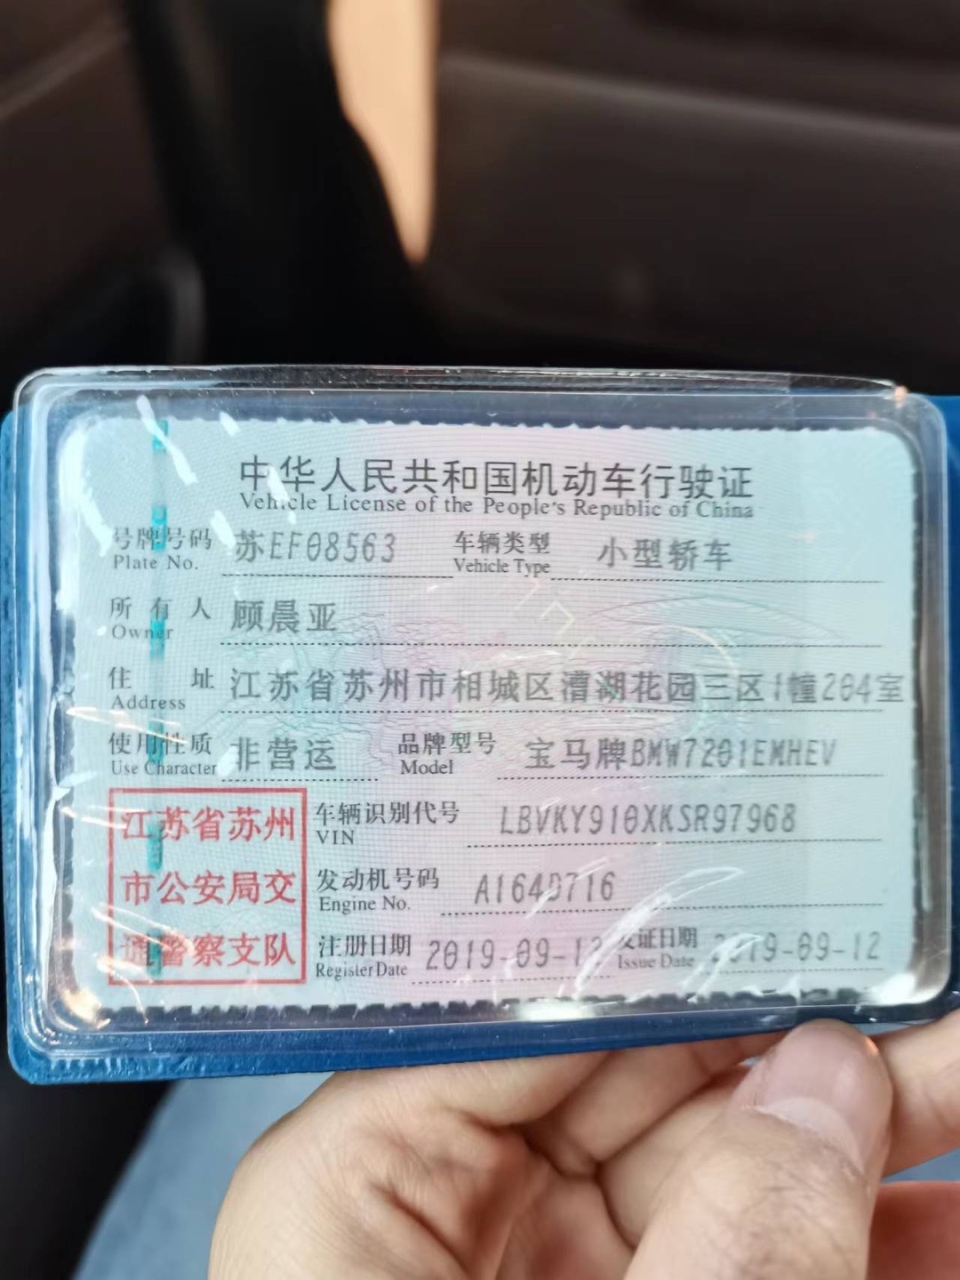 中华人民共和国机动车行驶证
Vehicle License of the People's Republic of China
号牌号码 苏EF08563 车辆类型 小型轿车
Plate No. Vehicle Type
所有人 顾晨亚
Owner
住址 江苏省苏州市相城区漕湖花园三区1幢204室
Address
使用性质 非营运 品牌型号 宝马牌BMW7201EMHEV
Use Character Model
江苏省苏州
市公安局交
通警察支队
车辆识别代号 LBVKY910XKSR97968
VIN
发动机号码 A164D716
Engine No.
注册日期 2019-09-12 发证日期 2019-09-12
Register Date Issue Date